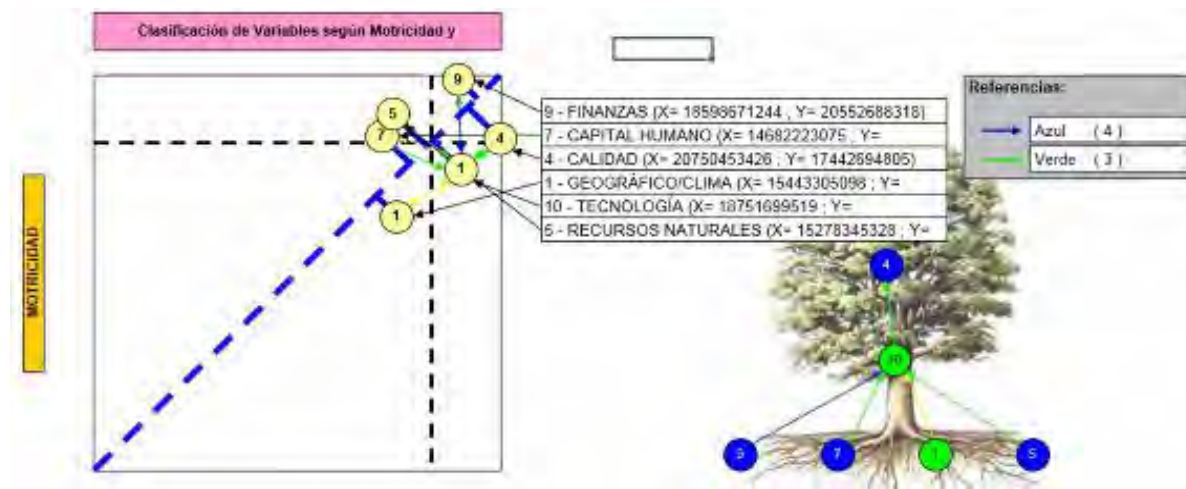 Clasificación de Variables según Motricidad y
9
5
7
4
1
1
9 - FINANZAS (X= 18598671244 , Y= 20552688318)
7 - CAPITAL HUMANO (X= 14682223075 , Y=
4 - CALIDAD (X= 20750453426 ; Y= 17442694805)
1 - GEOGRÁFICO/CLIMA (X= 15443305098 ; Y=
10 - TECNOLOGÍA (X= 18751699519 ; Y=
5 - RECURSOS NATURALES (X= 15278345328 ; Y=
Referencias:
Azul ( 4 )
Verde ( 3 )
MOTRICIDAD
4
10
9
7
1
5